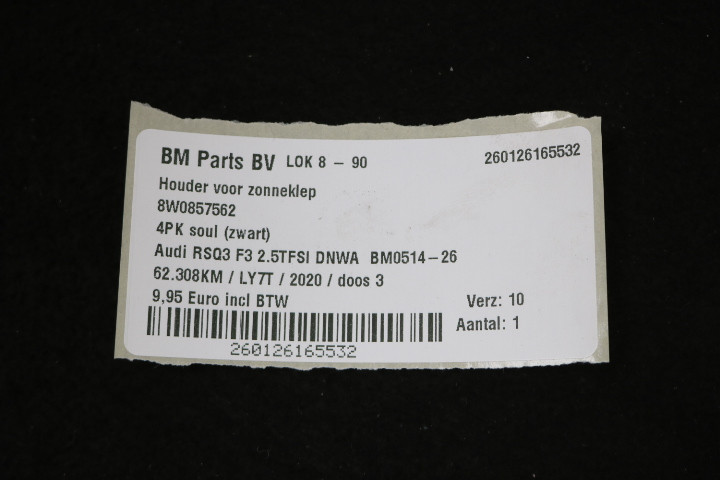 BM Parts BV LOK 8 - 90 260126165532
Houder voor zonneklep
8W0857562
4PK soul (zwart)
Audi RSQ3 F3 2.5TFSI DNWA BM0514-26
62.308KM / LY7T / 2020 / doos 3
9,95 Euro incl BTW Verz: 10
Aantal: 1
260126165532